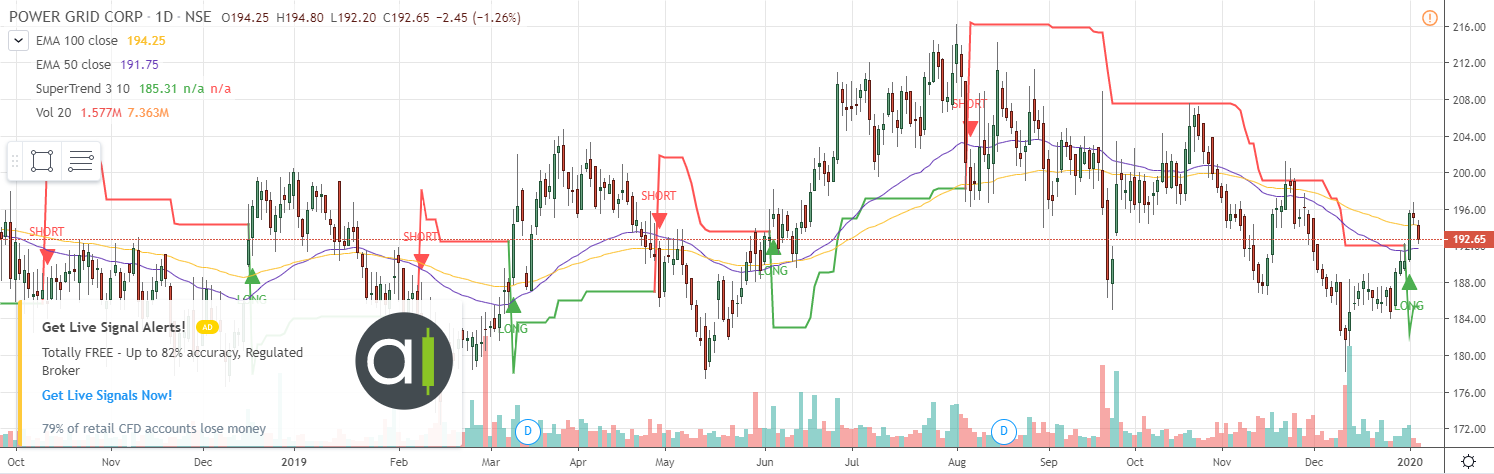 POWER GRID CORP - 1D - NSE O194.25 H194.80 L192.20 C192.65 −2.45 (−1.26%)
EMA 100 close 194.25
EMA 50 close 191.75
SuperTrend 3 10 185.31 n/a n/a
Vol 20 1.577M 7.363M
SHORT
SHORT
SHORT
SHORT
LONG
LONG
LONG
LONG
216.00
212.00
208.00
204.00
200.00
196.00
192.65
192.00
188.00
184.00
180.00
176.00
172.00
Get Live Signal Alerts! AD
Totally FREE - Up to 82% accuracy, Regulated
Broker
Get Live Signals Now!
79% of retail CFD accounts lose money
a
D
D
Oct Nov Dec 2019 Feb Mar Apr May Jun Jul Aug Sep Oct Nov Dec 2020